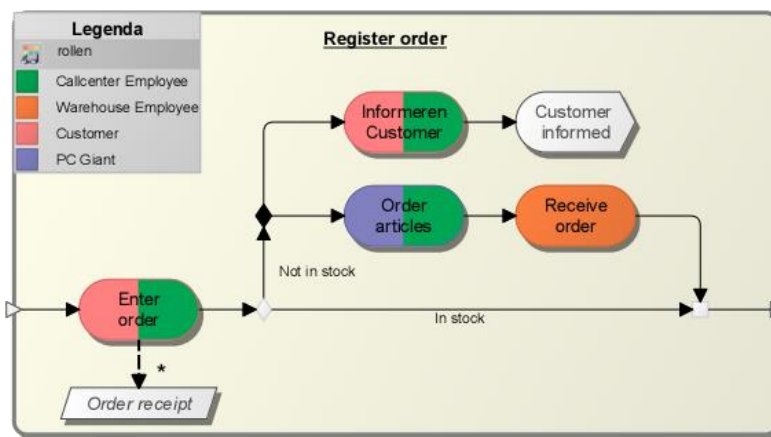 Legenda
rollen
Callcenter Employee
Warehouse Employee
Customer
PC Giant
Register order
Informeren
Customer
Customer
informed
Order
articles
Receive
order
Not in stock
Enter
order
In stock
*
Order receipt